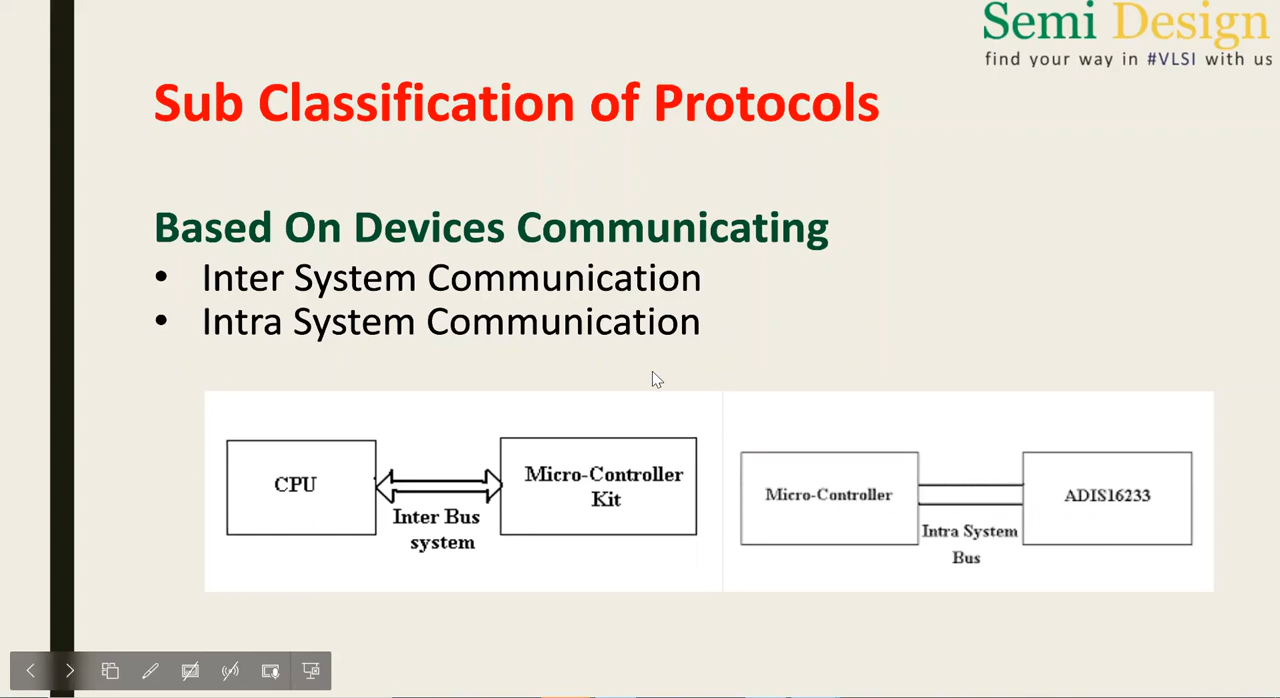 Semi Design
find your way in #VLSI with us
Sub Classification of Protocols
Based On Devices Communicating
• Inter System Communication
• Intra System Communication
CPU
Inter Bus
system
Micro-Controller
Kit
Micro-Controller
Intra System
Bus
ADIS16233